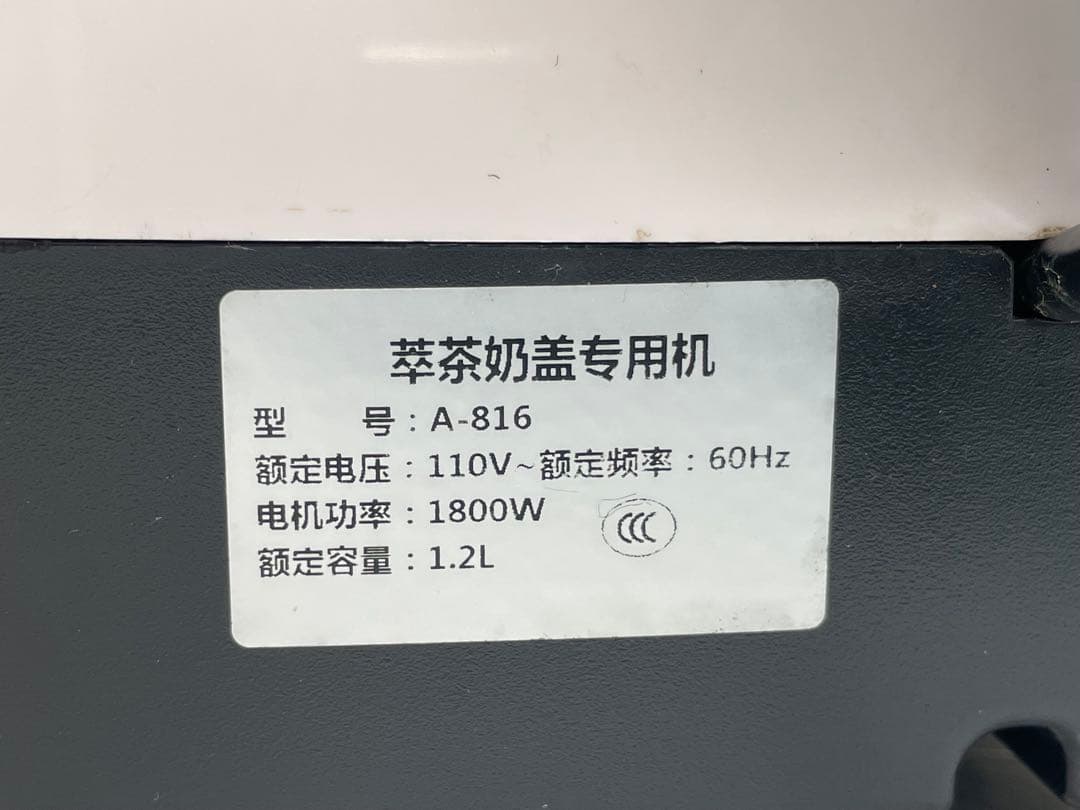 萃茶奶盖专用机
型 号：A-816
额定电压：110V~额定频率：60Hz
电机功率：1800W
额定容量：1.2L
CCC